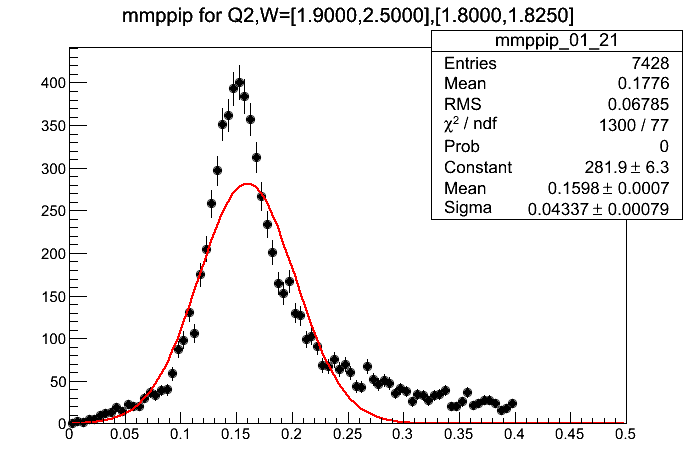 mmppip for Q2,W=[1.9000,2.5000],[1.8000,1.8250]
mmppip_01_21
Entries 7428
Mean 0.1776
RMS 0.06785
χ² / ndf 1300 / 77
Prob 0
Constant 281.9 ± 6.3
Mean 0.1598 ± 0.0007
Sigma 0.04337 ± 0.00079
400
350
300
250
200
150
100
50
0
0 0.05 0.1 0.15 0.2 0.25 0.3 0.35 0.4 0.45 0.5